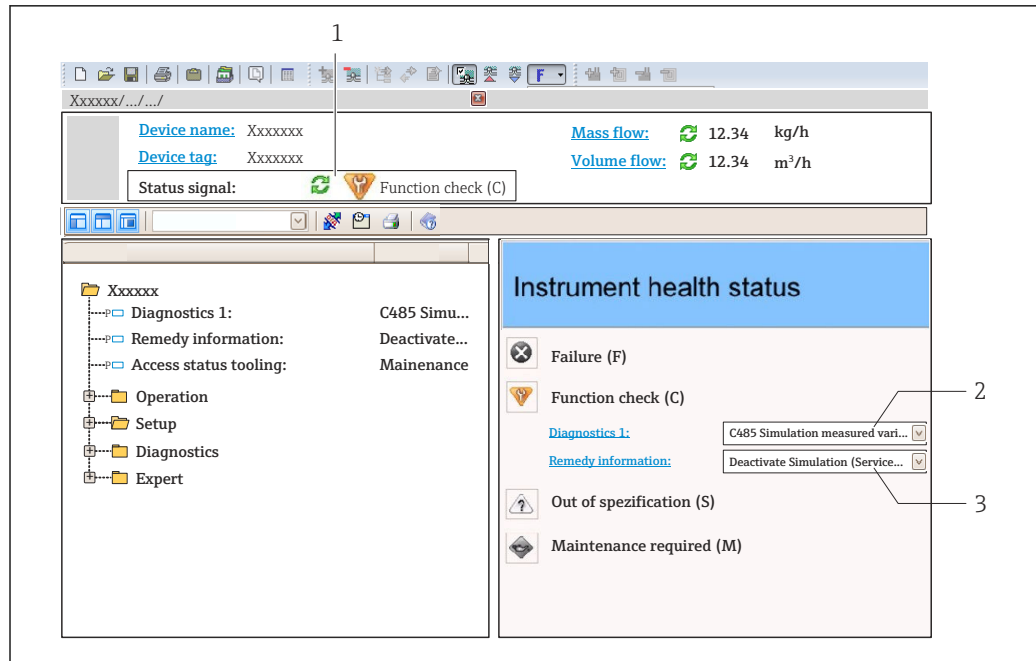 1
F
Xxxxxx/.../.../
Device name: Xxxxxxx Mass flow: 12.34 kg/h
Device tag: Xxxxxxx Volume flow: 12.34 m³/h
Status signal: Function check (C)
Xxxxxx
Diagnostics 1: C485 Simu...
Remedy information: Deactivate...
Access status tooling: Mainenance
Operation
Setup
Diagnostics
Expert
Instrument health status
Failure (F)
Function check (C)
2
Diagnostics 1: C485 Simulation measured vari...
Remedy information: Deactivate Simulation (Service...
3
Out of spezification (S)
Maintenance required (M)